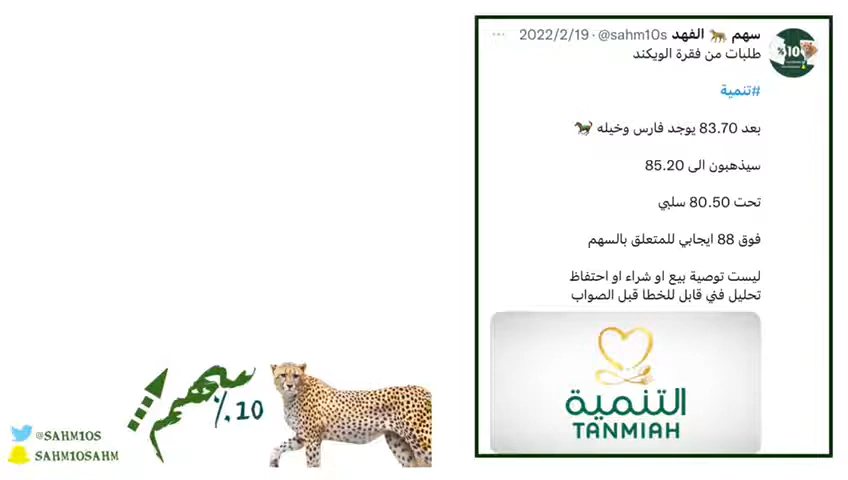 سهم 🐆 الفهد @sahm10s · 2022/2/19 ···
طلبات من فقرة الويكند
#تنمية
بعد 83.70 يوجد فارس وخيله 🐎
سيذهبون الى 85.20
تحت 80.50 سلبي
فوق 88 ايجابي للمتعلق بالسهم
ليست توصية بيع او شراء او احتفاظ
تحليل فني قابل للخطا قبل الصواب
التنمية
TANMIAH
سهم
%10
@SAHM10S
SAHM10SAHM